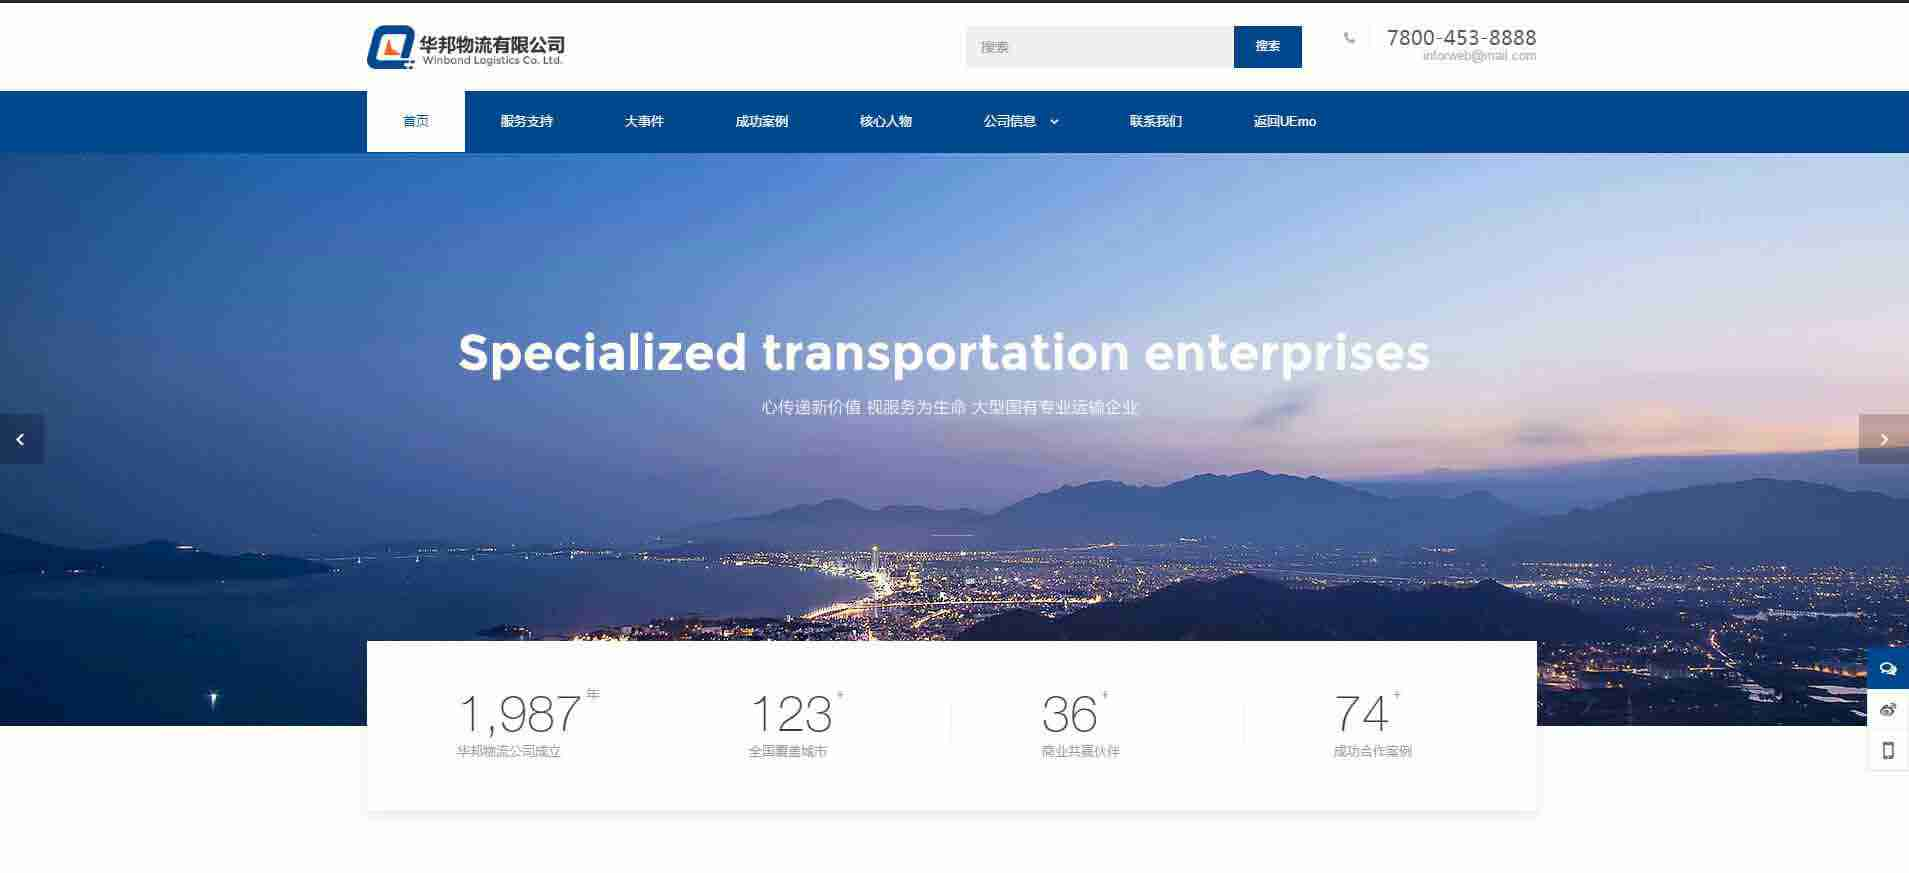 华邦物流有限公司
Winbond Logistics Co. Ltd.
搜索
搜索
7800-453-8888
inforweb@mail.com
首页
服务支持
大事件
成功案例
核心人物
公司信息
联系我们
返回UEmo
Specialized transportation enterprises
心传递新价值 视服务为生命 大型国有专业运输企业
1,987年
华邦物流公司成立
123+
全国覆盖城市
36+
商业共赢伙伴
74+
成功合作案例